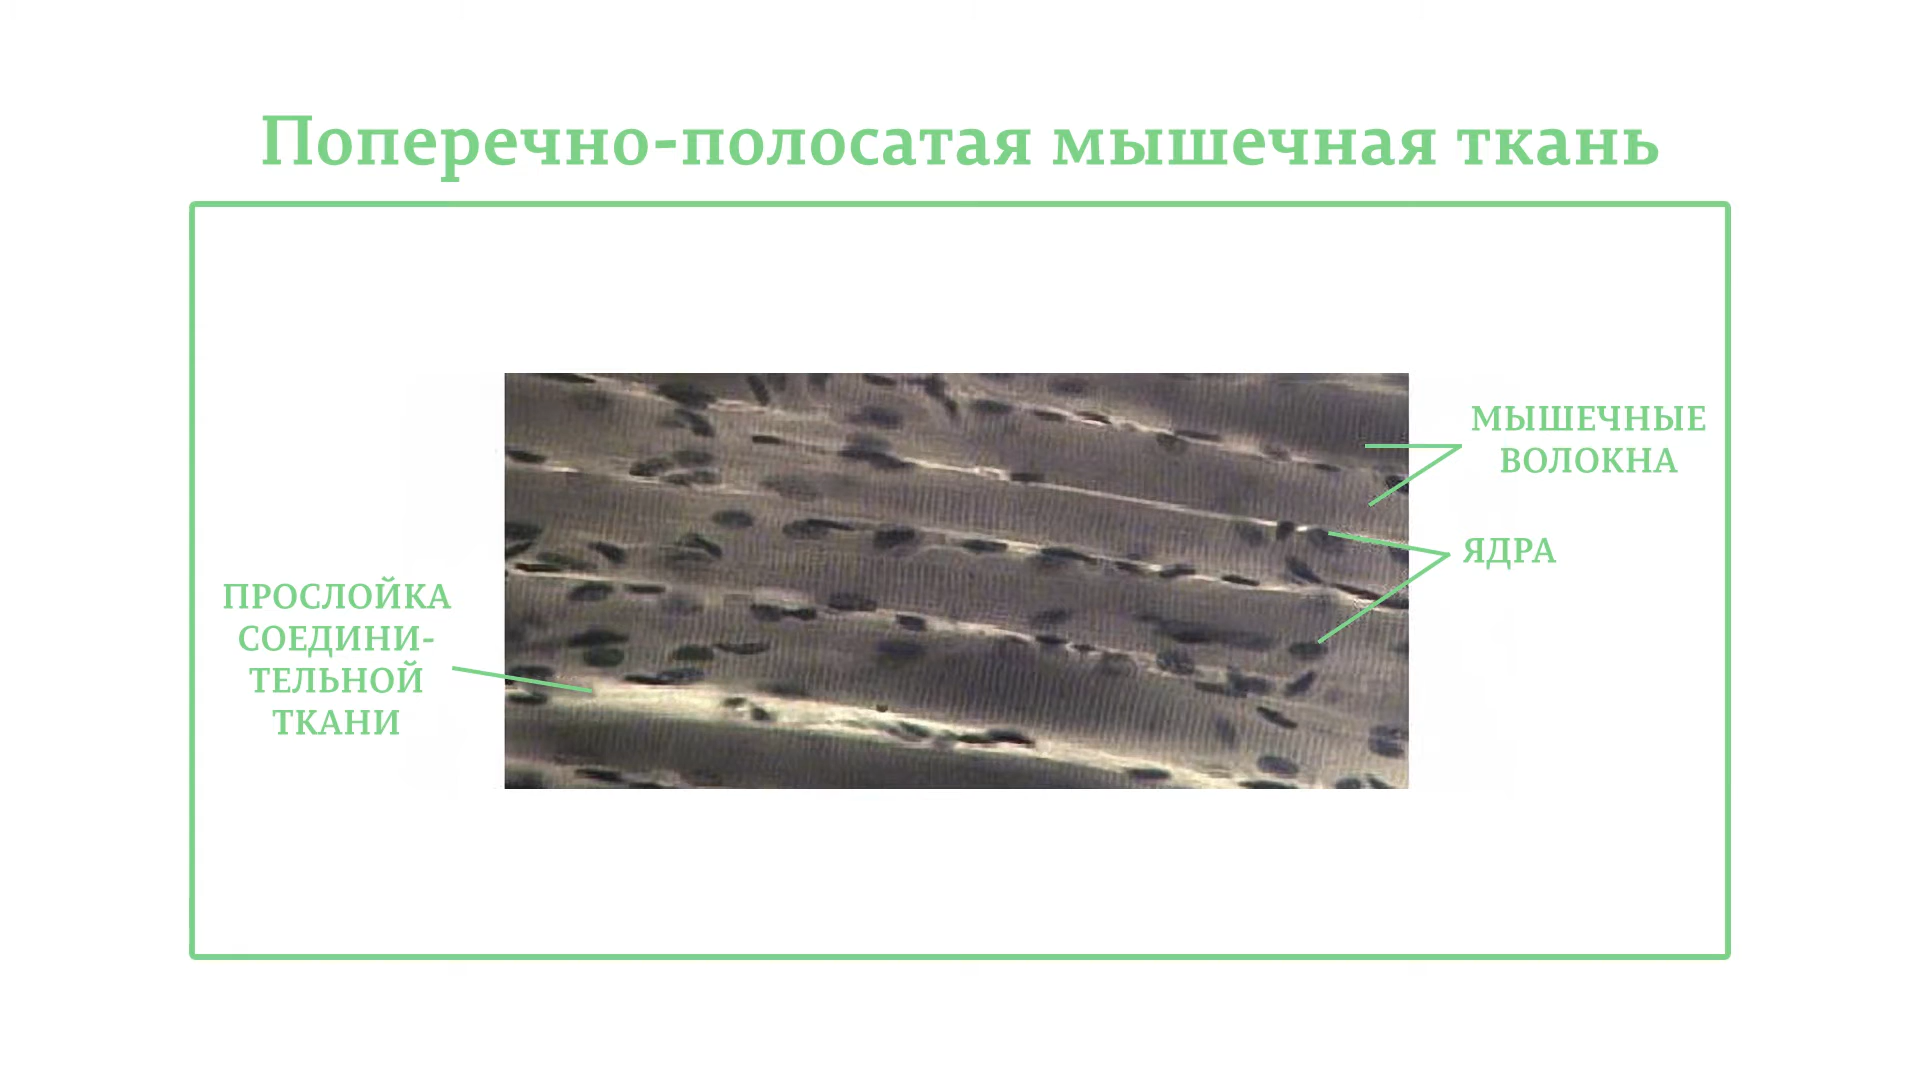 Поперечно-полосатая мышечная ткань
МЫШЕЧНЫЕ
ВОЛОКНА
ЯДРА
ПРОСЛОЙКА
СОЕДИНИ-
ТЕЛЬНОЙ
ТКАНИ